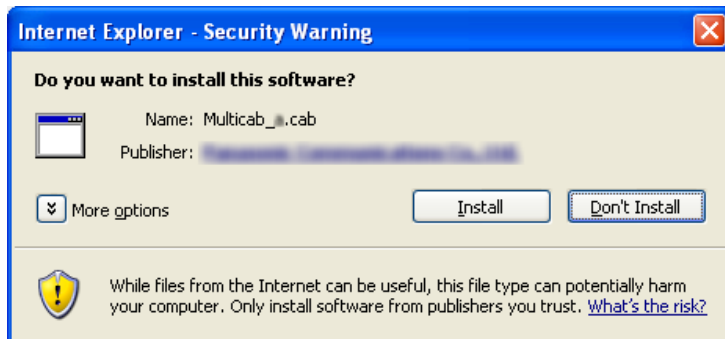 Internet Explorer - Security Warning
Do you want to install this software?
Name: Multicab_ .cab
Publisher:
More options
Install
Don't Install
While files from the Internet can be useful, this file type can potentially harm
your computer. Only install software from publishers you trust. What's the risk?